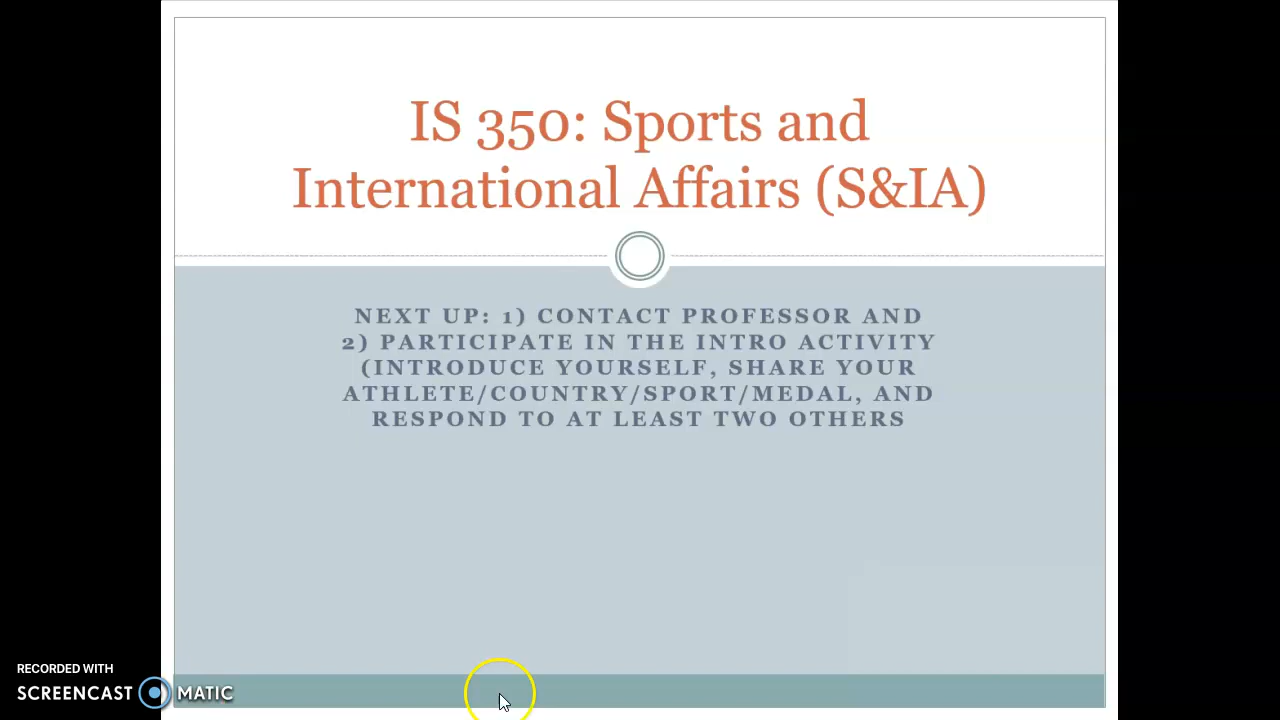 IS 350: Sports and
International Affairs (S&IA)
NEXT UP: 1) CONTACT PROFESSOR AND
2) PARTICIPATE IN THE INTRO ACTIVITY
(INTRODUCE YOURSELF, SHARE YOUR
ATHLETE/COUNTRY/SPORT/MEDAL, AND
RESPOND TO AT LEAST TWO OTHERS
RECORDED WITH
SCREENCAST MATIC